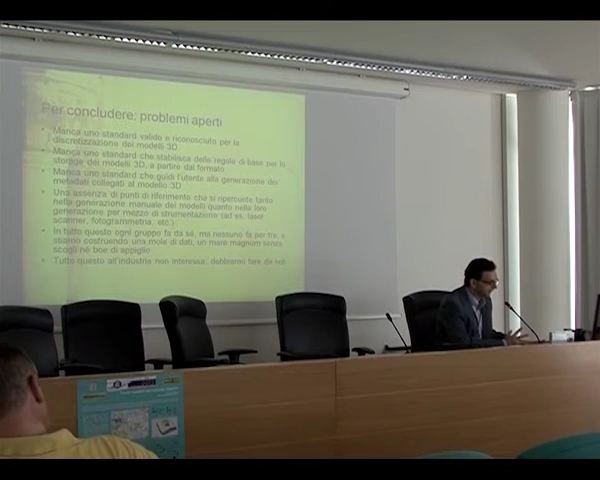 Per concludere: problemi aperti
• Manca uno standard valido e riconosciuto per la
discretizzazione dei modelli 3D
• Manca uno standard che stabilisca delle regole di base per lo
storage dei modelli 3D, a partire dal formato
• Manca uno standard che guidi l'utente alla generazione dei
metadati collegati al modello 3D
• Una assenza di punti di riferimento che si ripercuote tanto
nella generazione manuale dei modelli quanto nella loro
generazione per mezzo di strumentazione (ad es. laser
scanner, fotogrammetria, etc.)
• In tutto questo ogni gruppo fa da sé, ma nessuno fa per tre, e
stiamo costruendo una mole di dati, un mare magnum senza
scogli né boe di appiglio
• Tutto questo all'industria non interessa, dobbiamo fare da soli